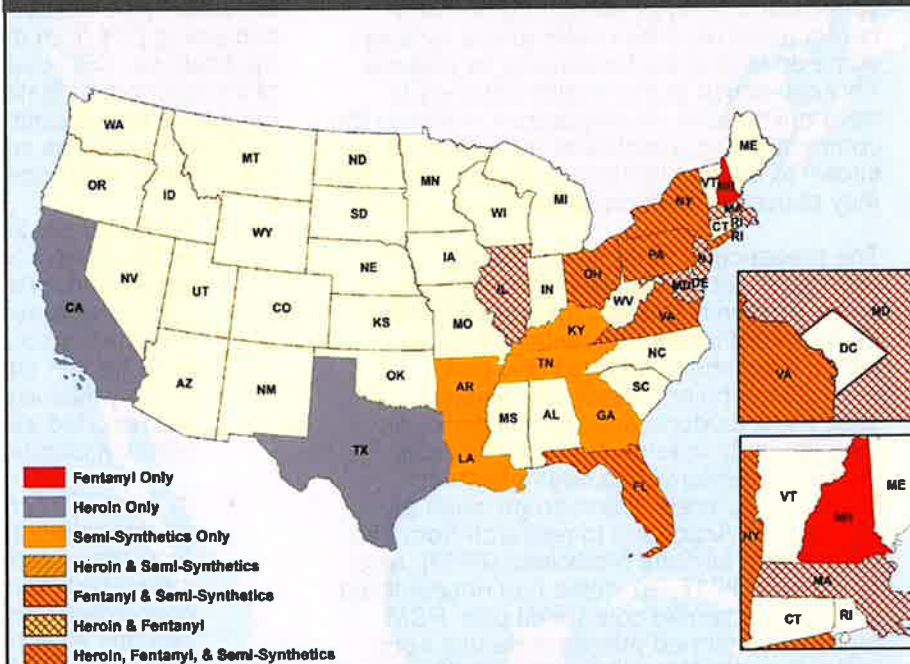 WA
MT
ND
MN
ME
OR
ID
SD
WI
MI
VT
NH
NY
MA
WY
CT RI
RI
IA
NE
PA
NJ
NV
UT
CO
IL
IN
OH
MD DE
CA
KS
MO
WV
VA
KY
AZ
NM
OK
AR
TN
NC
SC
MS
AL
GA
TX
LA
FL
MD
DC
VA
VT
ME
NH
NY
MA
CT
RI
Fentanyl Only
Heroin Only
Semi-Synthetics Only
Heroin & Semi-Synthetics
Fentanyl & Semi-Synthetics
Heroin & Fentanyl
Heroin, Fentanyl, & Semi-Synthetics